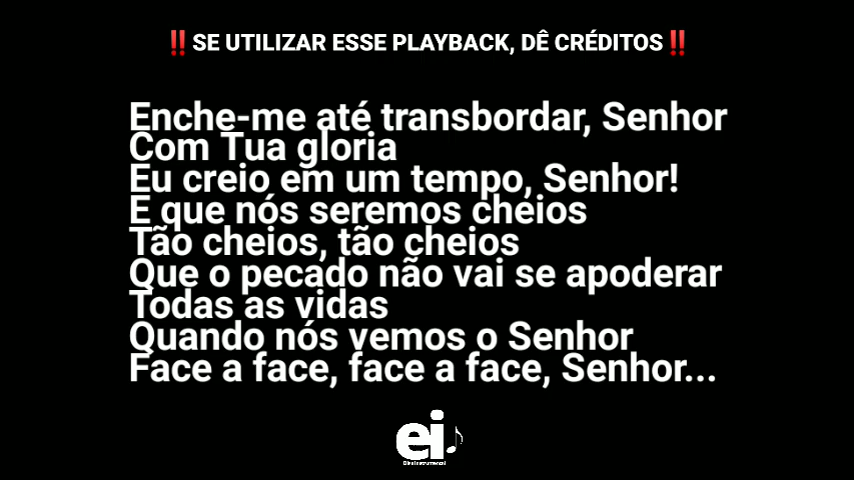 ‼️SE UTILIZAR ESSE PLAYBACK, DÊ CRÉDITOS‼️
Enche-me até transbordar, Senhor
Com Tua gloria
Eu creio em um tempo, Senhor!
E que nós seremos cheios
Tão cheios, tão cheios
Que o pecado não vai se apoderar
Todas as vidas
Quando nós vemos o Senhor
Face a face, face a face, Senhor...
ei